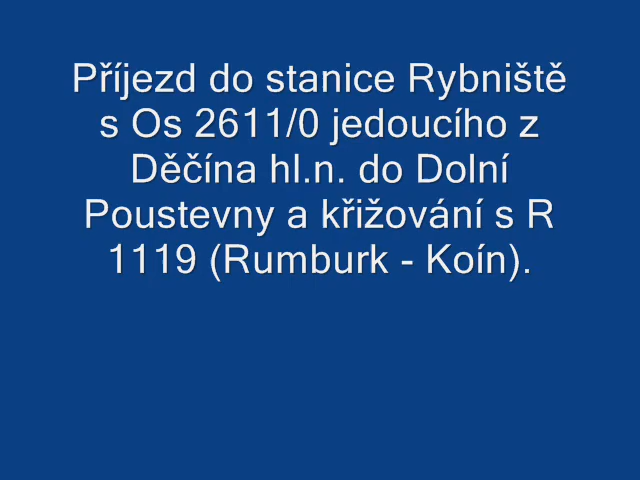 Příjezd do stanice Rybniště
s Os 2611/0 jedoucího z
Děčína hl.n. do Dolní
Poustevny a křižování s R
1119 (Rumburk - Koín).